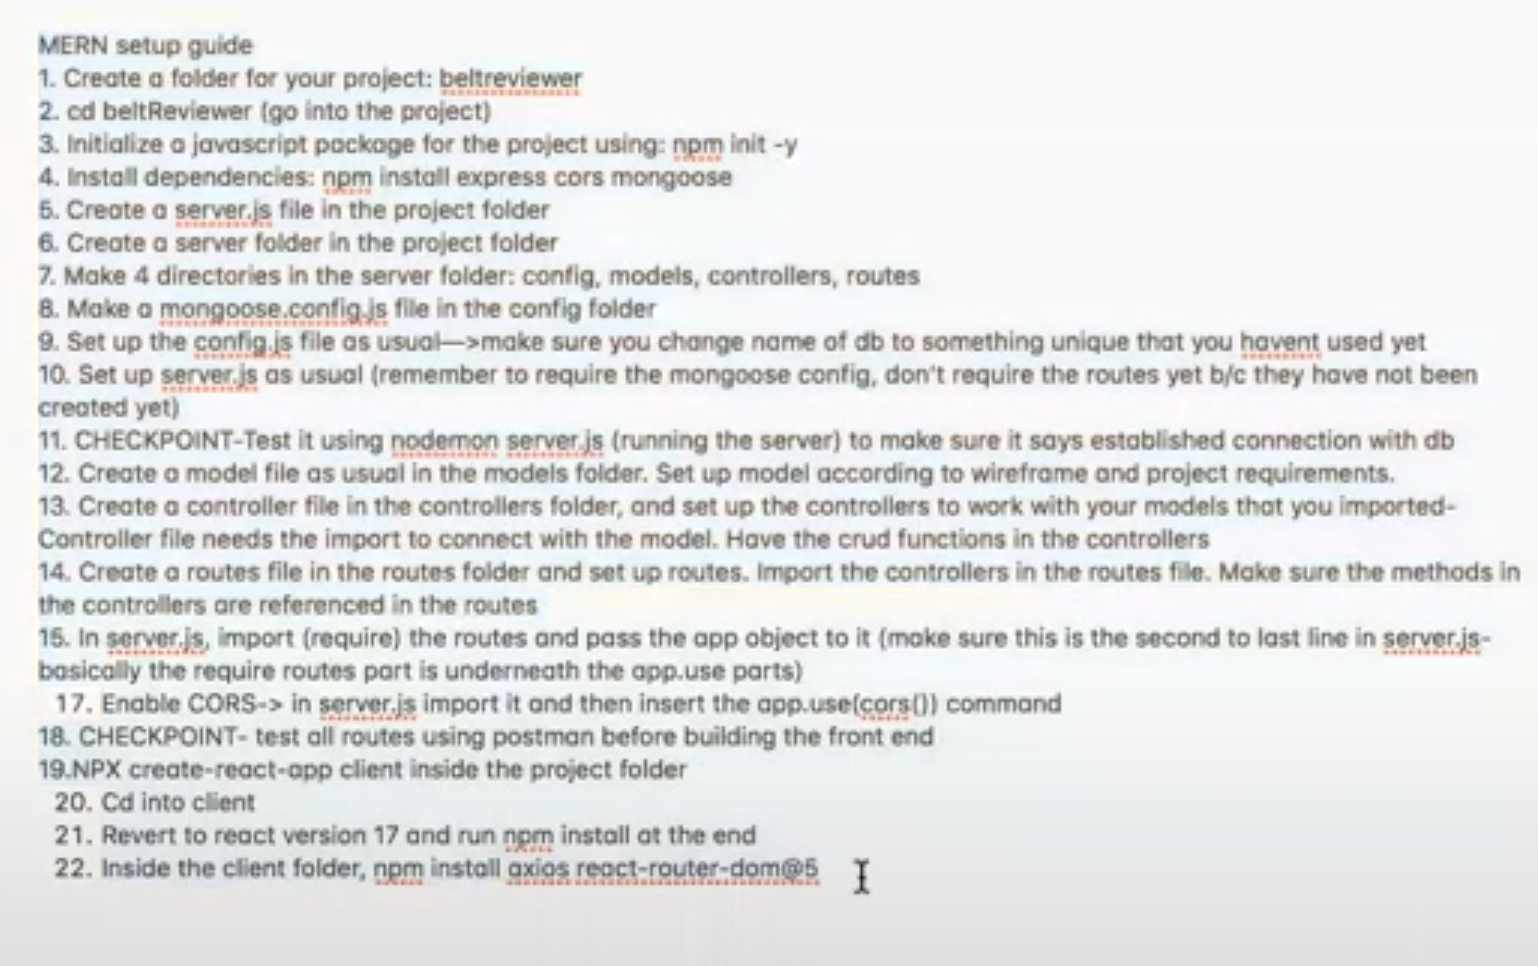 MERN setup guide
1. Create a folder for your project: beltreviewer
2. cd beltReviewer (go into the project)
3. Initialize a javascript package for the project using: npm init -y
4. Install dependencies: npm install express cors mongoose
5. Create a server.js file in the project folder
6. Create a server folder in the project folder
7. Make 4 directories in the server folder: config, models, controllers, routes
8. Make a mongoose.config.js file in the config folder
9. Set up the config.js file as usual—>make sure you change name of db to something unique that you havent used yet
10. Set up server.js as usual (remember to require the mongoose config, don't require the routes yet b/c they have not been
created yet)
11. CHECKPOINT-Test it using nodemon server.js (running the server) to make sure it says established connection with db
12. Create a model file as usual in the models folder. Set up model according to wireframe and project requirements.
13. Create a controller file in the controllers folder, and set up the controllers to work with your models that you imported-
Controller file needs the import to connect with the model. Have the crud functions in the controllers
14. Create a routes file in the routes folder and set up routes. Import the controllers in the routes file. Make sure the methods in
the controllers are referenced in the routes
15. In server.js, import (require) the routes and pass the app object to it (make sure this is the second to last line in server.js-
basically the require routes part is underneath the app.use parts)
17. Enable CORS-> in server.js import it and then insert the app.use(cors()) command
18. CHECKPOINT- test all routes using postman before building the front end
19.NPX create-react-app client inside the project folder
20. Cd into client
21. Revert to react version 17 and run npm install at the end
22. Inside the client folder, npm install axios react-router-dom@5